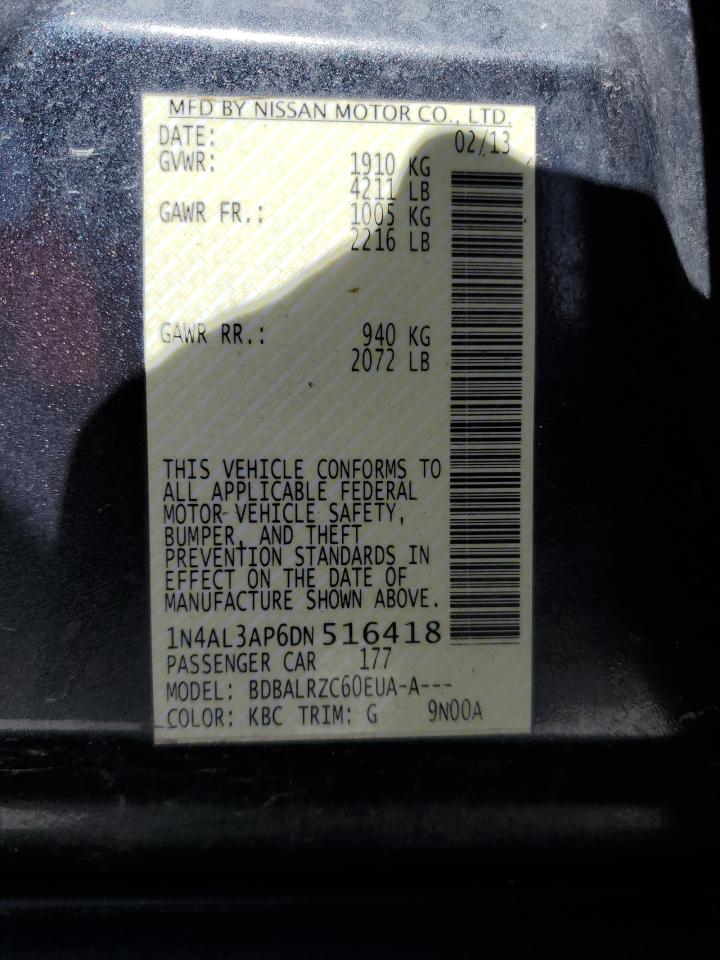 MFD BY NISSAN MOTOR CO., LTD.
DATE: 02/13
GVWR: 1910 KG
4211 LB
GAWR FR.: 1005 KG
2216 LB
GAWR RR.: 940 KG
2072 LB
THIS VEHICLE CONFORMS TO
ALL APPLICABLE FEDERAL
MOTOR VEHICLE SAFETY,
BUMPER, AND THEFT
PREVENTION STANDARDS IN
EFFECT ON THE DATE OF
MANUFACTURE SHOWN ABOVE.
1N4AL3AP6DN 516418
PASSENGER CAR 177
MODEL: BDBALRZC60EUA-A---
COLOR: KBC TRIM: G 9N00A